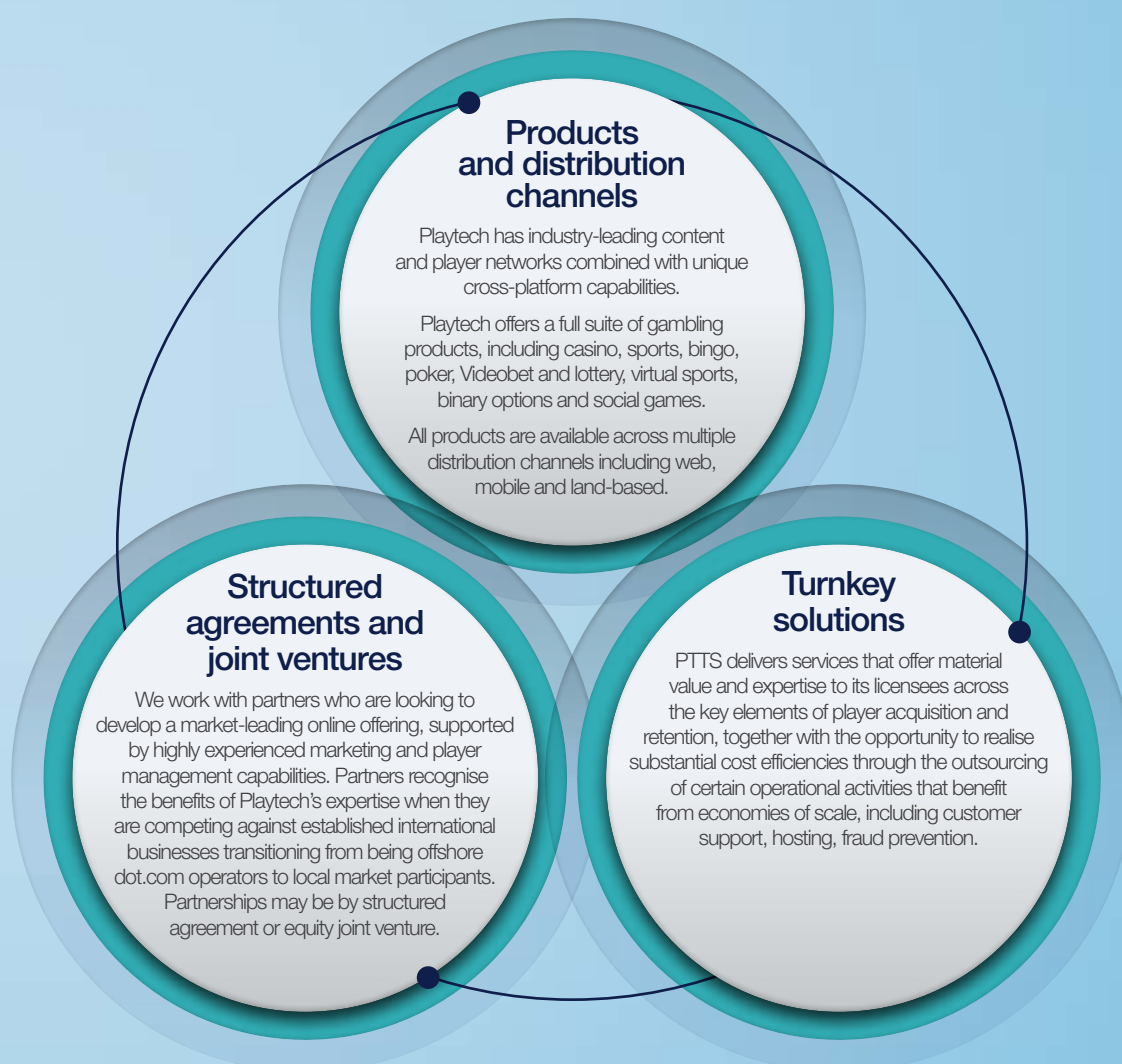 Products
and distribution
channels
Playtech has industry-leading content
and player networks combined with unique
cross-platform capabilities.
Playtech offers a full suite of gambling
products, including casino, sports, bingo,
poker, Videobet and lottery, virtual sports,
binary options and social games.
All products are available across multiple
distribution channels including web,
mobile and land-based.
Structured
agreements and
joint ventures
We work with partners who are looking to
develop a market-leading online offering, supported
by highly experienced marketing and player
management capabilities. Partners recognise
the benefits of Playtech's expertise when they
are competing against established international
businesses transitioning from being offshore
dot.com operators to local market participants.
Partnerships may be by structured
agreement or equity joint venture.
Turnkey
solutions
PTTS delivers services that offer material
value and expertise to its licensees across
the key elements of player acquisition and
retention, together with the opportunity to realise
substantial cost efficiencies through the outsourcing
of certain operational activities that benefit
from economies of scale, including customer
support, hosting, fraud prevention.